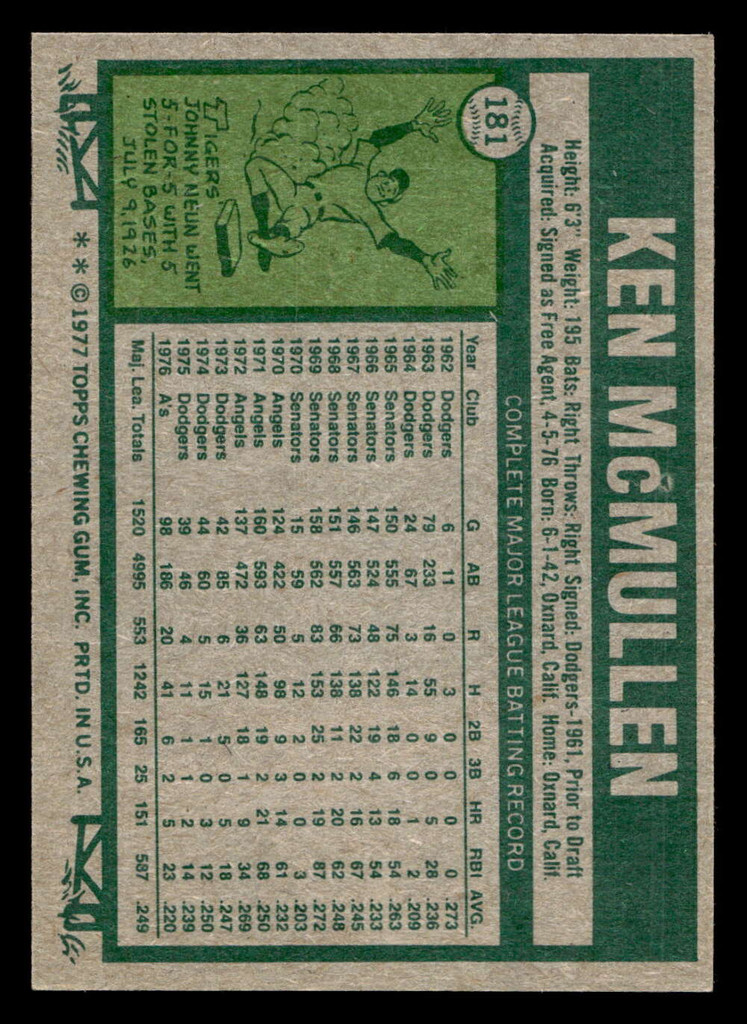 181
KEN McMULLEN
Height: 6'3" Weight: 195 Bats: Right Throws: Right Signed: Dodgers-1961, Prior to Draft
Acquired: Signed as Free Agent, 4-5-76 Born: 6-1-42, Oxnard, Calif. Home: Oxnard, Calif.
COMPLETE MAJOR LEAGUE BATTING RECORD
Year Club G AB R H 2B 3B HR RBI AVG.
1962 Dodgers 6 11 0 3 0 0 0 0 .273
1963 Dodgers 79 233 16 55 9 0 5 28 .236
1964 Dodgers 24 67 3 14 0 0 1 2 .209
1965 Senators 150 555 75 146 18 6 18 54 .263
1966 Senators 147 524 48 122 19 4 13 54 .233
1967 Senators 146 563 73 138 22 2 16 67 .245
1968 Senators 151 557 66 138 11 2 20 62 .248
1969 Senators 158 562 83 153 25 2 19 87 .272
1970 Senators 15 59 5 12 2 0 0 3 .203
1970 Angels 124 422 50 98 9 3 14 61 .232
1971 Angels 160 593 63 148 19 2 21 68 .250
1972 Angels 137 472 36 127 18 1 9 34 .269
1973 Dodgers 42 85 6 21 5 0 5 18 .247
1974 Dodgers 44 60 5 15 1 0 3 12 .250
1975 Dodgers 39 46 4 11 1 1 2 14 .239
1976 A's 98 186 20 41 6 2 5 23 .220
Maj. Lea. Totals 1520 4995 553 1242 165 25 151 587 .249
TIGERS
JOHNNY NEUN WENT
5-FOR-5 WITH 5
STOLEN BASES,
JULY 9, 1926
* * © 1977 TOPPS CHEWING GUM, INC. PRTD. IN U.S.A.